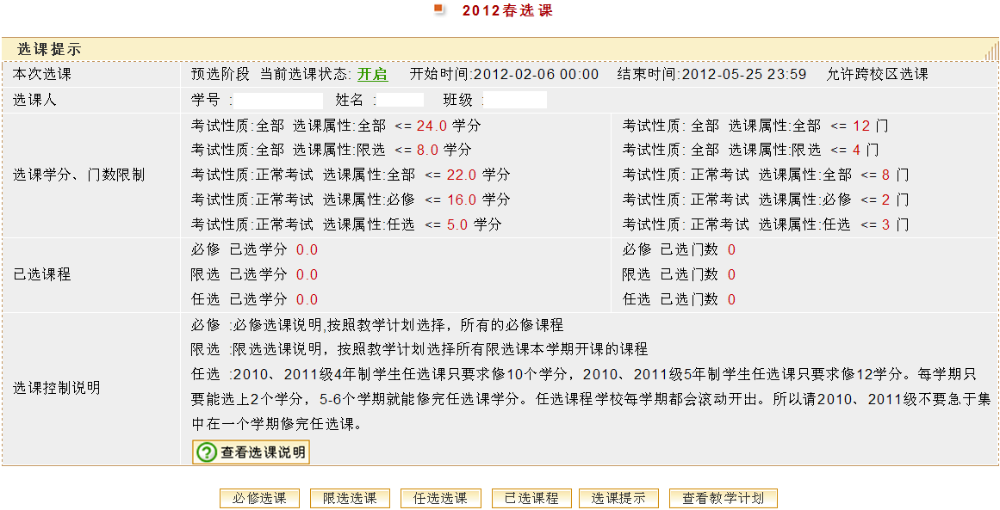 2012春选课
选课提示
本次选课 预选阶段 当前选课状态: 开启 开始时间:2012-02-06 00:00 结束时间:2012-05-25 23:59 允许跨校区选课
选课人 学号 : 姓名 : 班级 :
选课学分、门数限制
考试性质:全部 选课属性:全部 <= 24.0 学分 考试性质: 全部 选课属性:全部 <= 12 门
考试性质:全部 选课属性:限选 <= 8.0 学分 考试性质: 全部 选课属性:限选 <= 4 门
考试性质:正常考试 选课属性:全部 <= 22.0 学分 考试性质: 正常考试 选课属性:全部 <= 8 门
考试性质:正常考试 选课属性:必修 <= 16.0 学分 考试性质: 正常考试 选课属性:必修 <= 2 门
考试性质:正常考试 选课属性:任选 <= 5.0 学分 考试性质: 正常考试 选课属性:任选 <= 3 门
已选课程
必修 已选学分 0.0 必修 已选门数 0
限选 已选学分 0.0 限选 已选门数 0
任选 已选学分 0.0 任选 已选门数 0
选课控制说明
必修 :必修选课说明,按照教学计划选择，所有的必修课程
限选 :限选选课说明，按照教学计划选择所有限选课本学期开课的课程
任选 :2010、2011级4年制学生任选课只要求修10个学分，2010、2011级5年制学生任选课只要求修12学分。每学期只
要能选上2个学分，5-6个学期就能修完任选课学分。任选课程学校每学期都会滚动开出。所以请2010、2011级不要急于集
中在一个学期修完任选课。
查看选课说明
必修选课 限选选课 任选选课 已选课程 选课提示 查看教学计划